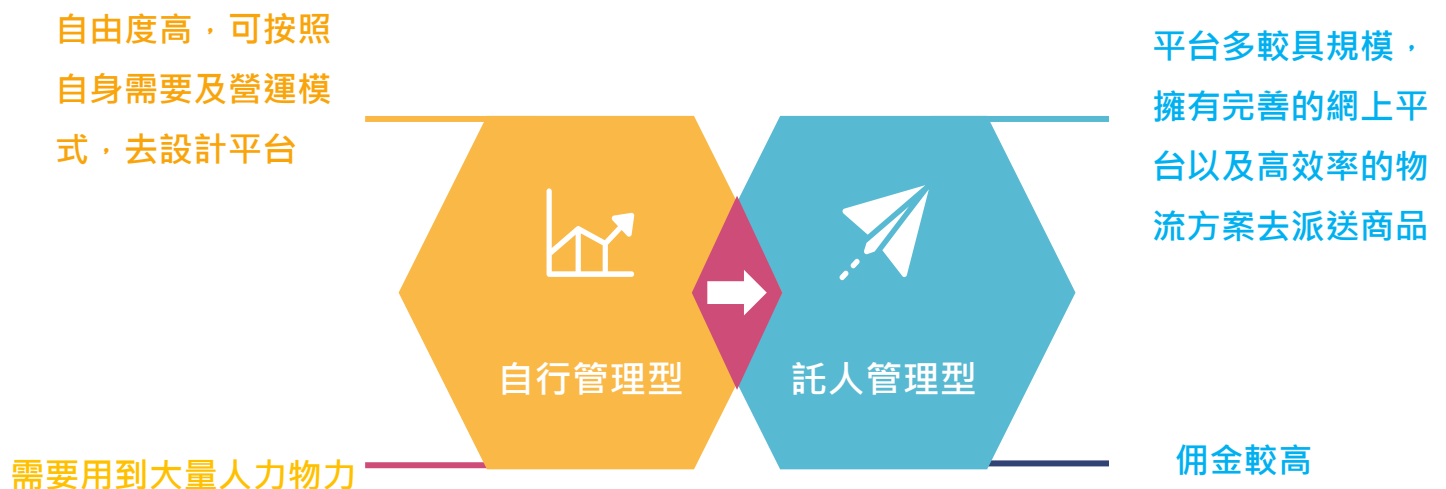 自由度高，可按照
自身需要及營運模
式，去設計平台
平台多較具規模，
擁有完善的網上平
台以及高效率的物
流方案去派送商品
自行管理型
託人管理型
需要用到大量人力物力
佣金較高